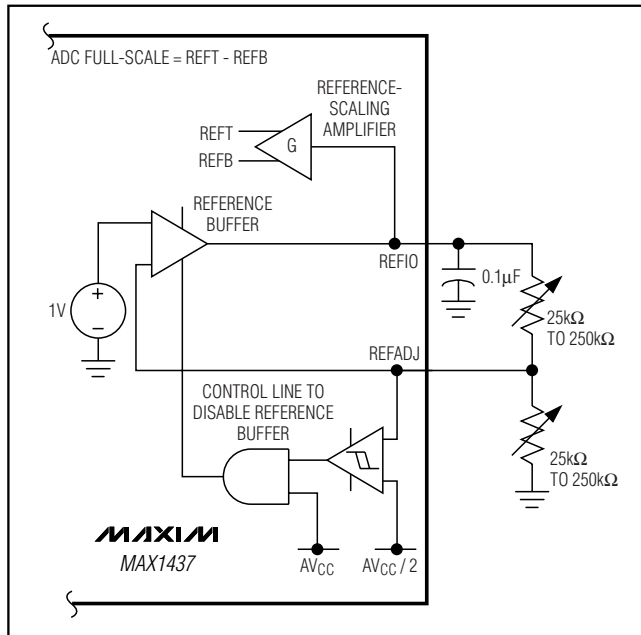 ADC FULL-SCALE = REFT - REFB
REFERENCE-
SCALING
AMPLIFIER
REFT
REFB
G
REFERENCE
BUFFER
REFIO
0.1µF
1V
+
−
25kΩ
TO 250kΩ
REFADJ
CONTROL LINE TO
DISABLE REFERENCE
BUFFER
25kΩ
TO 250kΩ
MAXIM
MAX1437
AVCC
AVCC / 2